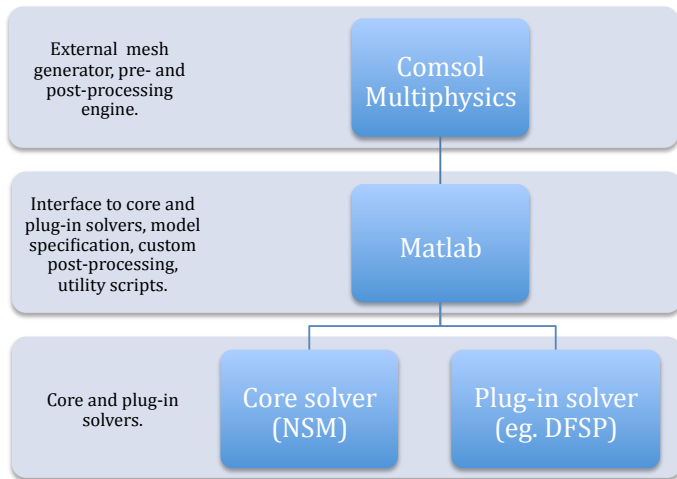 External mesh
generator, pre- and
post-processing
engine.
Comsol
Multiphysics
Interface to core and
plug-in solvers, model
specification, custom
post-processing,
utility scripts.
Matlab
Core and plug-in
solvers.
Core solver
(NSM)
Plug-in solver
(eg. DFSP)